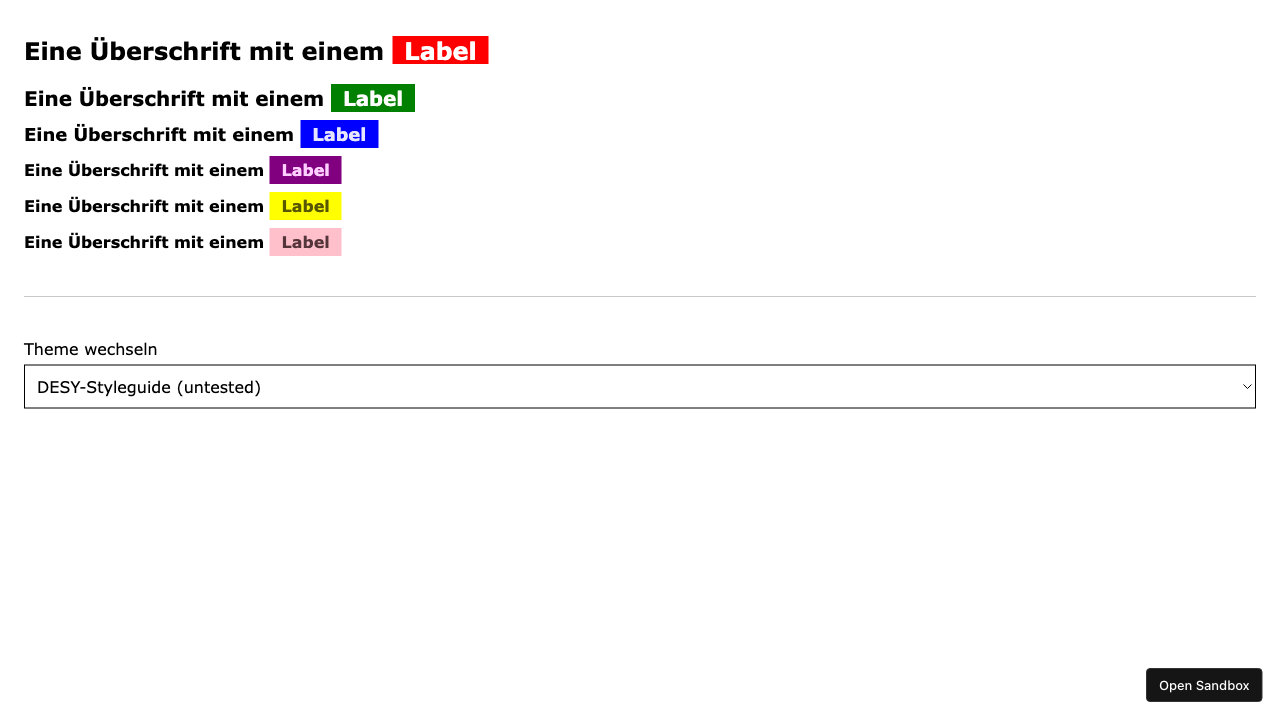 Eine Überschrift mit einem Label
Eine Überschrift mit einem Label
Eine Überschrift mit einem Label
Eine Überschrift mit einem Label
Eine Überschrift mit einem Label
Eine Überschrift mit einem Label
Theme wechseln
DESY-Styleguide (untested)
Open Sandbox